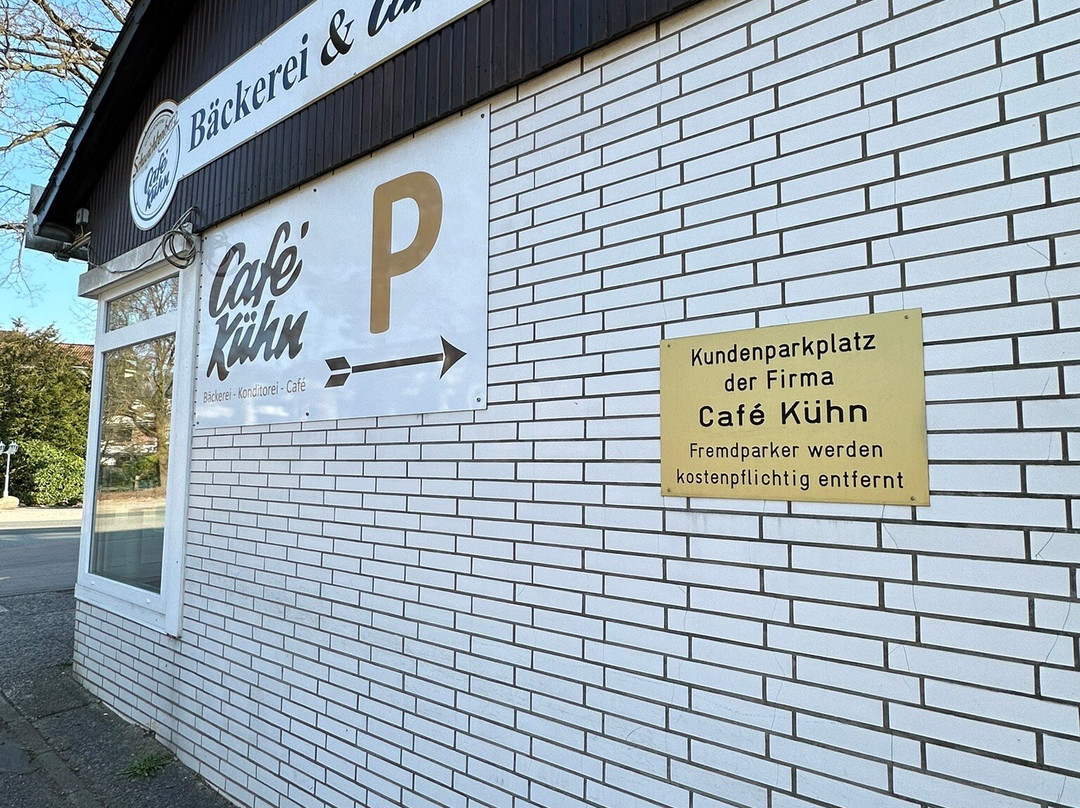 Bäckerei &
Café
Kühn
Café
Kühn
Bäckerei - Konditorei - Café
P
Kundenparkplatz
der Firma
Café Kühn
Fremdparker werden
kostenpflichtig entfernt